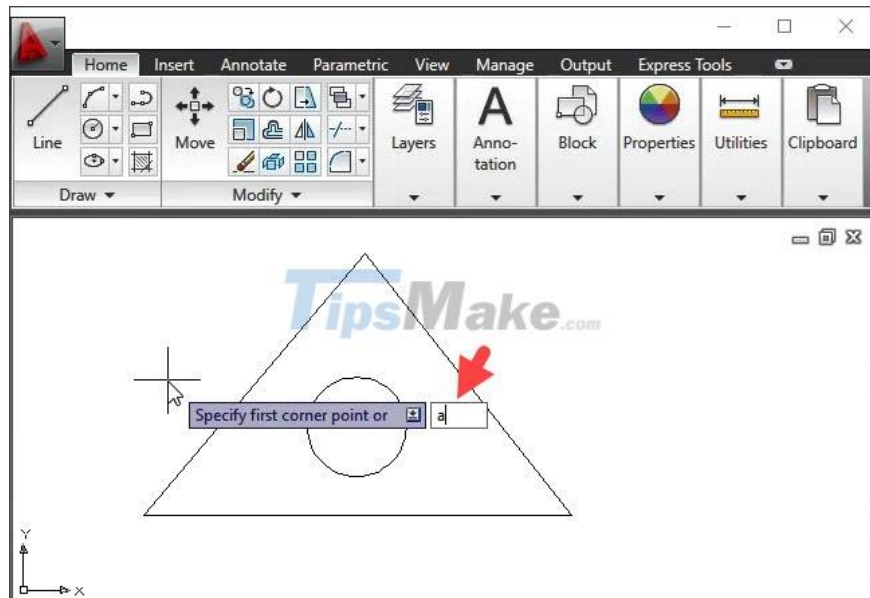 Home Insert Annotate Parametric View Manage Output Express Tools
Line
Move
Layers
Anno-
tation
Block
Properties
Utilities
Clipboard
Draw
Modify
TipsMake.com
Specify first corner point or
a
Y
X